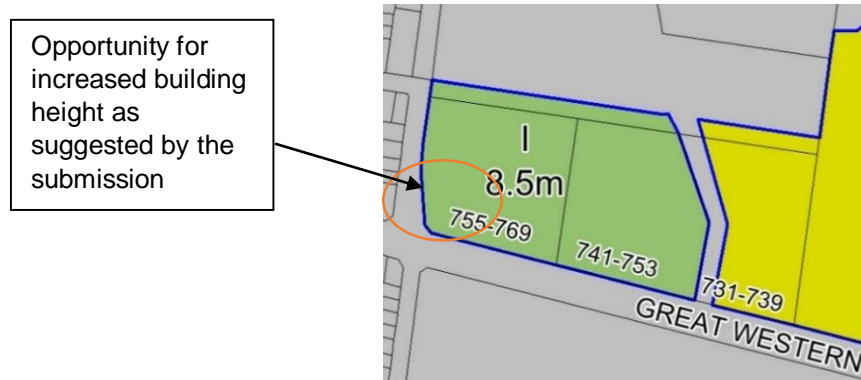 Opportunity for
increased building
height as
suggested by the
submission
I
8.5m
755-769
741-753
731-739
GREAT WESTERN